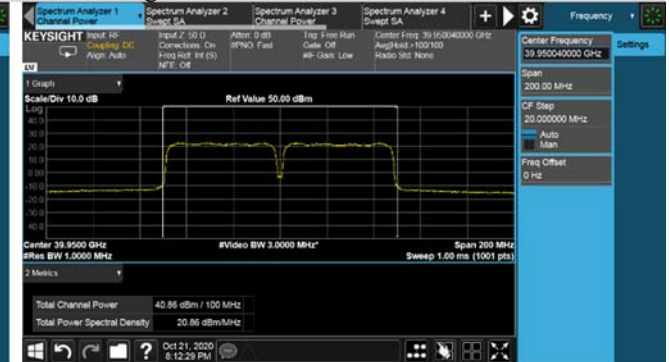 Spectrum Analyzer 1
Channel Power
Spectrum Analyzer 2
Swept SA
Spectrum Analyzer 3
Channel Power
Spectrum Analyzer 4
Swept SA
Frequency
KEYSIGHT
Input: RF
Coupling: DC
Align: Auto
Input Z: 50 Ω
Corrections: On
Freq Ref: Int (S)
NFE: Off
Atten: 0 dB
#PNO: Fast
Trig: Free Run
Gate: Off
#IF Gain: Low
Center Freq: 39.950040000 GHz
Avg|Hold:>100/100
Radio Std: None
Center Frequency
39.950040000 GHz
Settings
Span
200.00 MHz
CF Step
20.000000 MHz
Auto
Man
Freq Offset
0 Hz
1 Graph
Scale/Div 10.0 dB
Ref Value 50.00 dBm
Log
40.0
30.0
20.0
10.0
0.00
-10.0
-20.0
-30.0
-40.0
Center 39.9500 GHz
#Video BW 3.0000 MHz*
Span 200 MHz
#Res BW 1.0000 MHz
Sweep 1.00 ms (1001 pts)
2 Metrics
Total Channel Power
40.86 dBm / 100 MHz
Total Power Spectral Density
20.86 dBm/MHz
Oct 21, 2020
8:12:29 PM